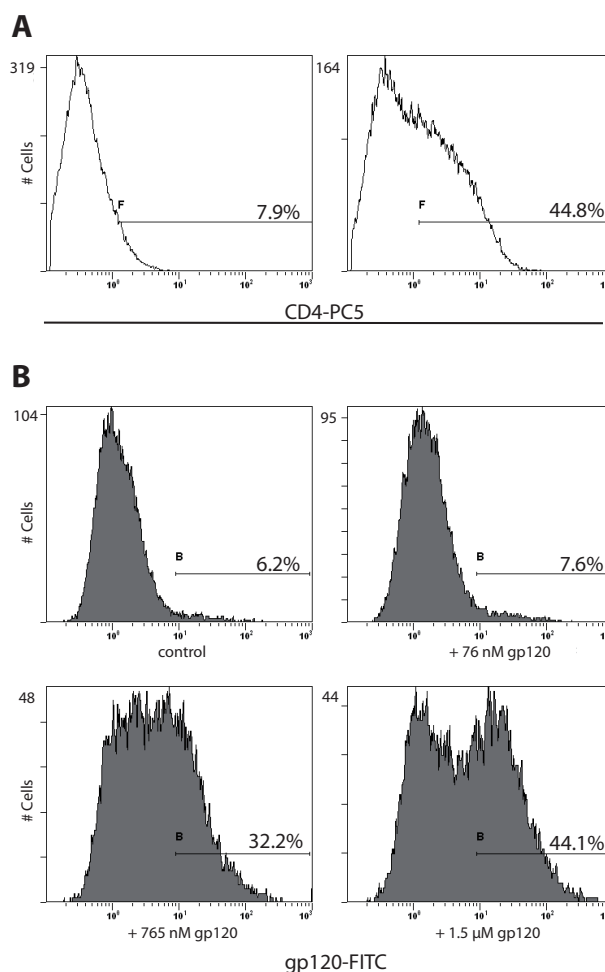 A
319
# Cells
F
7.9%
10⁰ 10¹ 10² 10³
164
F
44.8%
10⁰ 10¹ 10²
CD4-PC5
B
104
# Cells
B
6.2%
10⁰ 10¹ 10² 10³
control
95
B
7.6%
10⁰ 10¹ 10²
+ 76 nM gp120
48
# Cells
B
32.2%
10⁰ 10¹ 10² 10³
+ 765 nM gp120
44
B
44.1%
10⁰ 10¹ 10²
+ 1.5 µM gp120
gp120-FITC